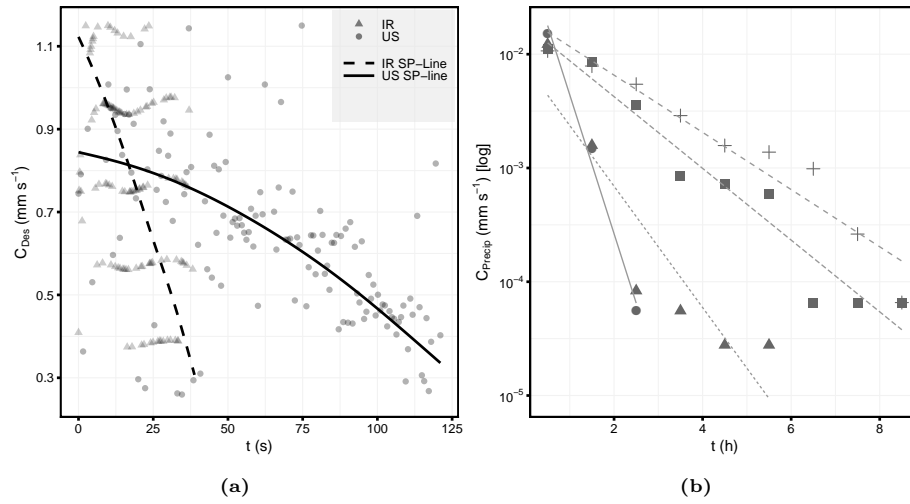 IR
US
IR SP−Line
US SP−line
C_Des (mm s⁻¹)
1.1
0.9
0.7
0.5
0.3
0 25 50 75 100 125
t (s)
(a)
C_Precip (mm s⁻¹) [log]
10⁻²
10⁻³
10⁻⁴
10⁻⁵
2 4 6 8
t (h)
(b)